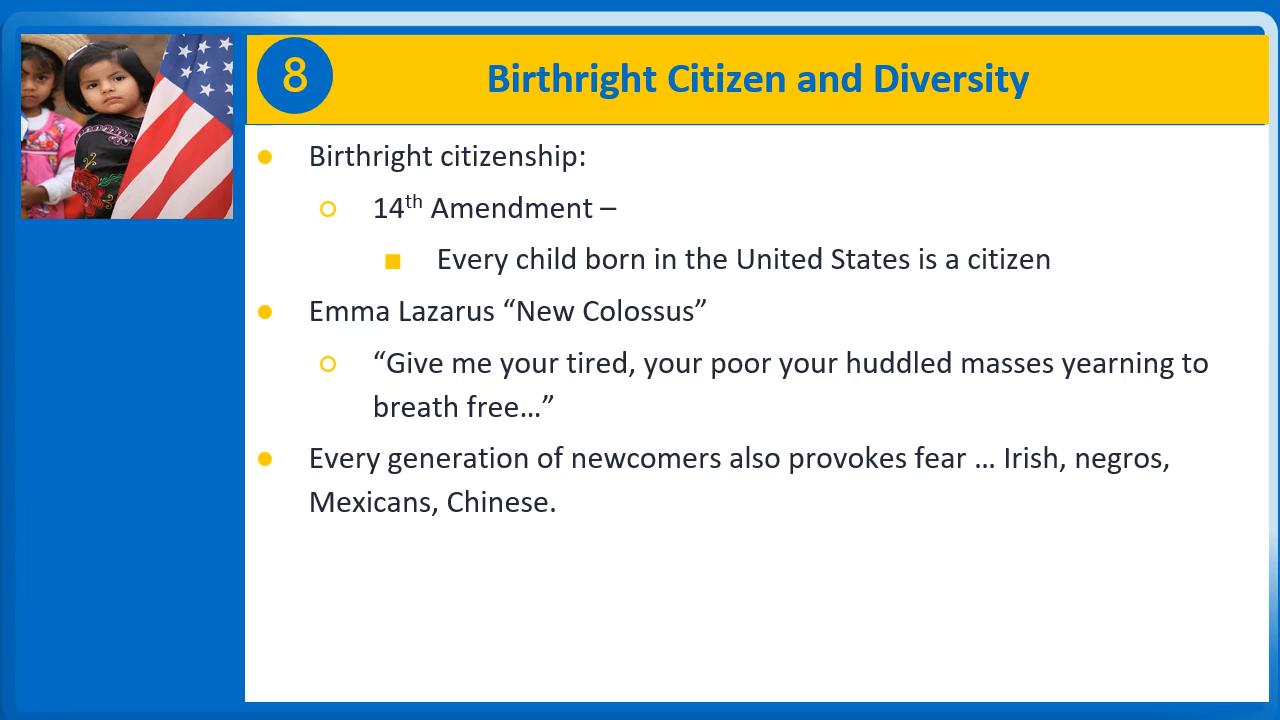 8
Birthright Citizen and Diversity
Birthright citizenship:
14th Amendment –
Every child born in the United States is a citizen
Emma Lazarus “New Colossus”
“Give me your tired, your poor your huddled masses yearning to
breath free…”
Every generation of newcomers also provokes fear … Irish, negros,
Mexicans, Chinese.